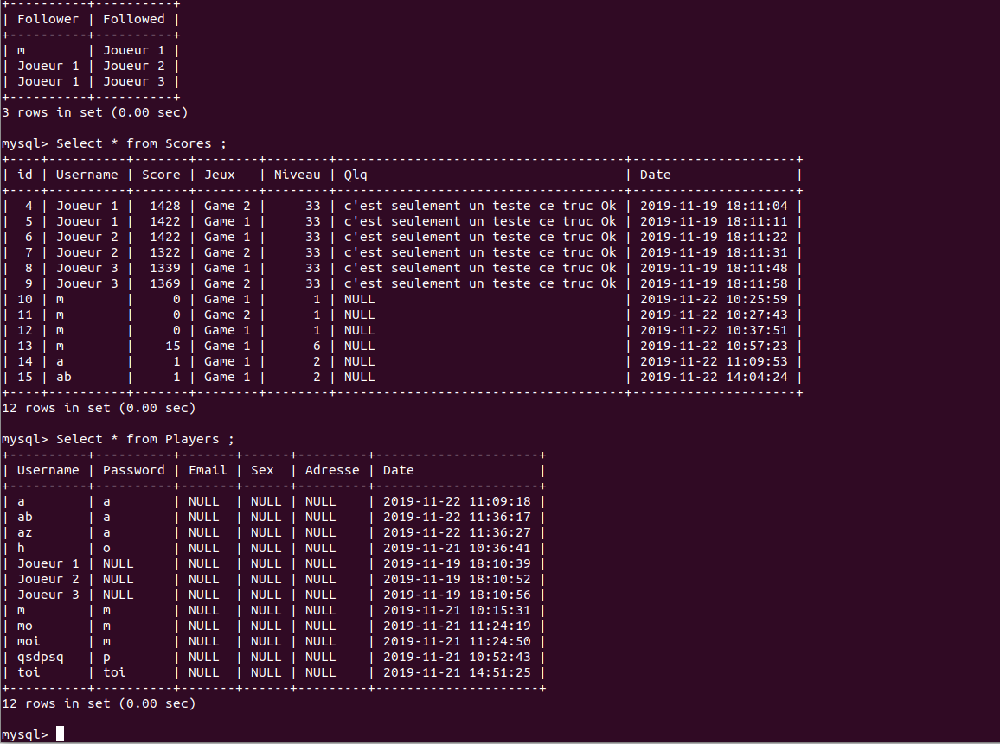 +----------+----------+
| Follower | Followed |
+----------+----------+
| m        | Joueur 1 |
| Joueur 1 | Joueur 2 |
| Joueur 1 | Joueur 3 |
+----------+----------+
3 rows in set (0.00 sec)

mysql> Select * from Scores ;
+----+----------+-------+--------+--------+-------------------------------------+---------------------+
| id | Username | Score | Jeux   | Niveau | Qlq                                 | Date                |
+----+----------+-------+--------+--------+-------------------------------------+---------------------+
|  4 | Joueur 1 |  1428 | Game 2 |     33 | c'est seulement un teste ce truc Ok | 2019-11-19 18:11:04 |
|  5 | Joueur 1 |  1422 | Game 1 |     33 | c'est seulement un teste ce truc Ok | 2019-11-19 18:11:11 |
|  6 | Joueur 2 |  1422 | Game 1 |     33 | c'est seulement un teste ce truc Ok | 2019-11-19 18:11:22 |
|  7 | Joueur 2 |  1322 | Game 2 |     33 | c'est seulement un teste ce truc Ok | 2019-11-19 18:11:31 |
|  8 | Joueur 3 |  1339 | Game 1 |     33 | c'est seulement un teste ce truc Ok | 2019-11-19 18:11:48 |
|  9 | Joueur 3 |  1369 | Game 2 |     33 | c'est seulement un teste ce truc Ok | 2019-11-19 18:11:58 |
| 10 | m        |     0 | Game 1 |      1 | NULL                                | 2019-11-22 10:25:59 |
| 11 | m        |     0 | Game 2 |      1 | NULL                                | 2019-11-22 10:27:43 |
| 12 | m        |     0 | Game 1 |      1 | NULL                                | 2019-11-22 10:37:51 |
| 13 | m        |    15 | Game 1 |      6 | NULL                                | 2019-11-22 10:57:23 |
| 14 | a        |     1 | Game 1 |      2 | NULL                                | 2019-11-22 11:09:53 |
| 15 | ab       |     1 | Game 1 |      2 | NULL                                | 2019-11-22 14:04:24 |
+----+----------+-------+--------+--------+-------------------------------------+---------------------+
12 rows in set (0.00 sec)

mysql> Select * from Players ;
+----------+----------+-------+------+---------+---------------------+
| Username | Password | Email | Sex  | Adresse | Date                |
+----------+----------+-------+------+---------+---------------------+
| a        | a        | NULL  | NULL | NULL    | 2019-11-22 11:09:18 |
| ab       | a        | NULL  | NULL | NULL    | 2019-11-22 11:36:17 |
| az       | a        | NULL  | NULL | NULL    | 2019-11-22 11:36:27 |
| h        | o        | NULL  | NULL | NULL    | 2019-11-21 10:36:41 |
| Joueur 1 | NULL     | NULL  | NULL | NULL    | 2019-11-19 18:10:39 |
| Joueur 2 | NULL     | NULL  | NULL | NULL    | 2019-11-19 18:10:52 |
| Joueur 3 | NULL     | NULL  | NULL | NULL    | 2019-11-19 18:10:56 |
| m        | m        | NULL  | NULL | NULL    | 2019-11-21 10:15:31 |
| mo       | m        | NULL  | NULL | NULL    | 2019-11-21 11:24:19 |
| moi      | m        | NULL  | NULL | NULL    | 2019-11-21 11:24:50 |
| qsdpsq   | p        | NULL  | NULL | NULL    | 2019-11-21 10:52:43 |
| toi      | toi      | NULL  | NULL | NULL    | 2019-11-21 14:51:25 |
+----------+----------+-------+------+---------+---------------------+
12 rows in set (0.00 sec)

mysql>